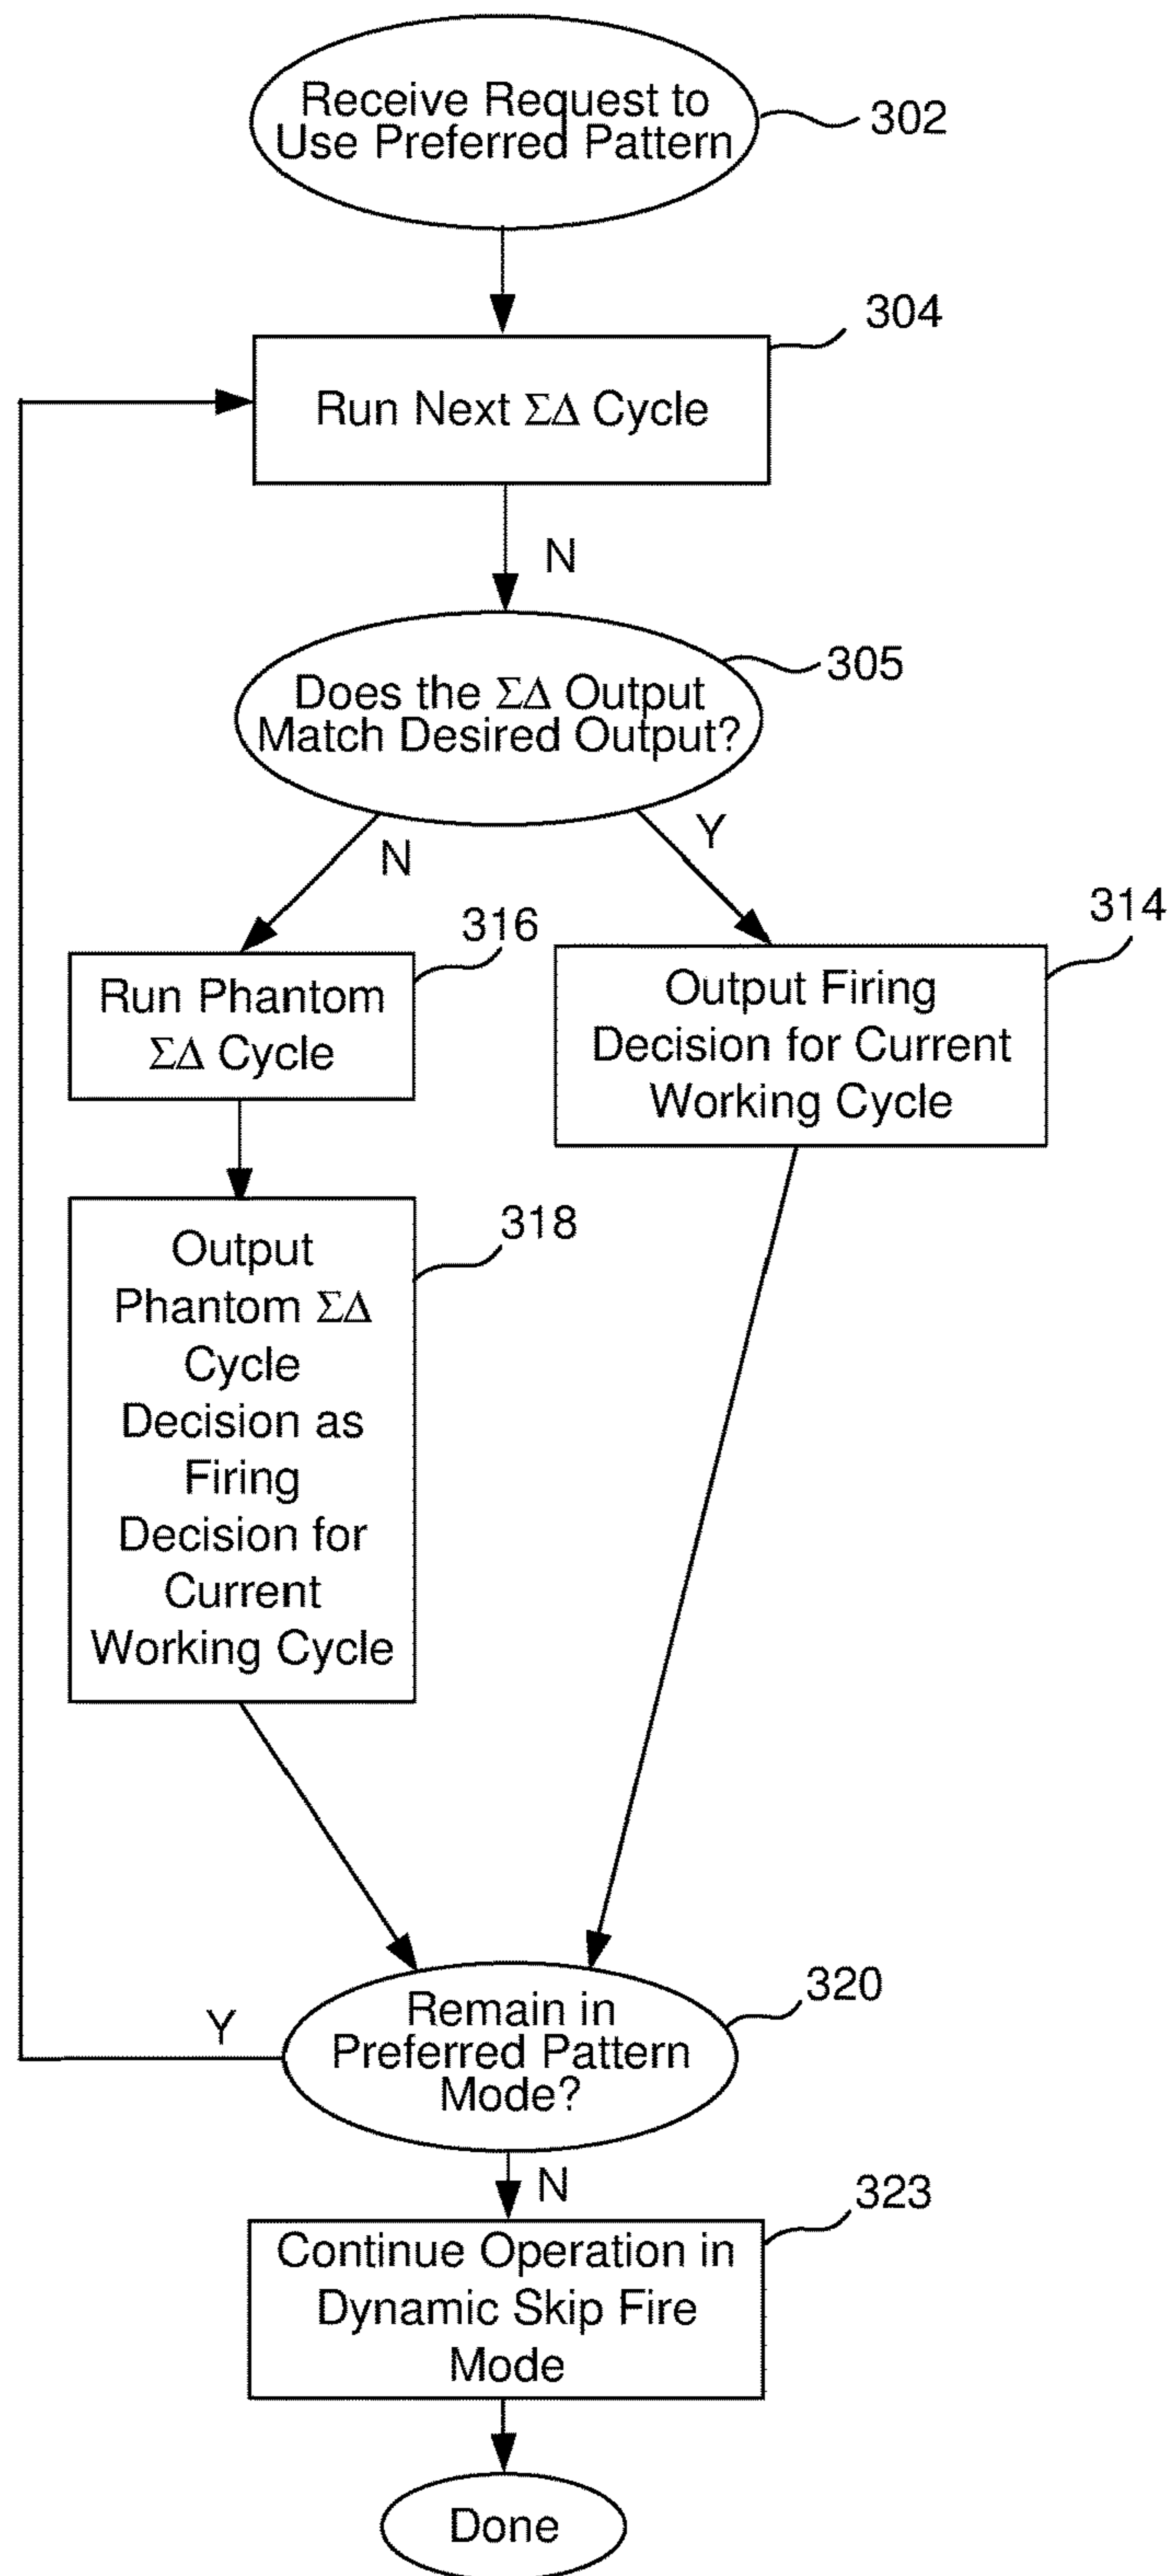 Receive Request to
Use Preferred Pattern
302
304
Run Next ΣΔ Cycle
N
305
Does the ΣΔ Output
Match Desired Output?
N
Y
316
314
Run Phantom
ΣΔ Cycle
Output Firing
Decision for Current
Working Cycle
318
Output
Phantom ΣΔ
Cycle
Decision as
Firing
Decision for
Current
Working Cycle
320
Y
Remain in
Preferred Pattern
Mode?
N
323
Continue Operation in
Dynamic Skip Fire
Mode
Done